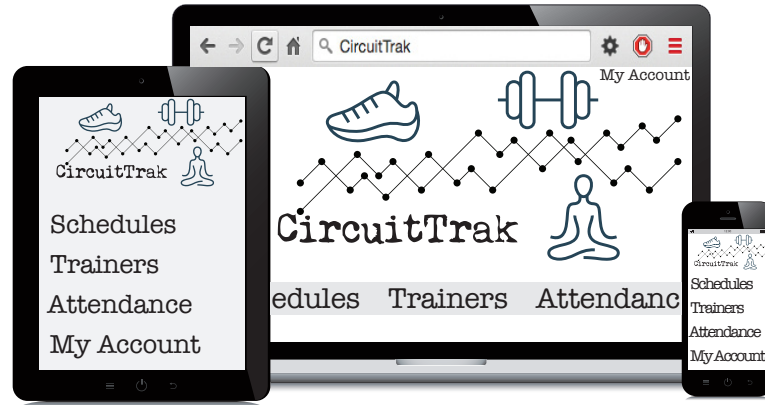 CircuitTrak
My Account
CircuitTrak
edules Trainers Attendanc
CircuitTrak
Schedules
Trainers
Attendance
My Account
CircuitTrak
Schedules
Trainers
Attendance
My Account